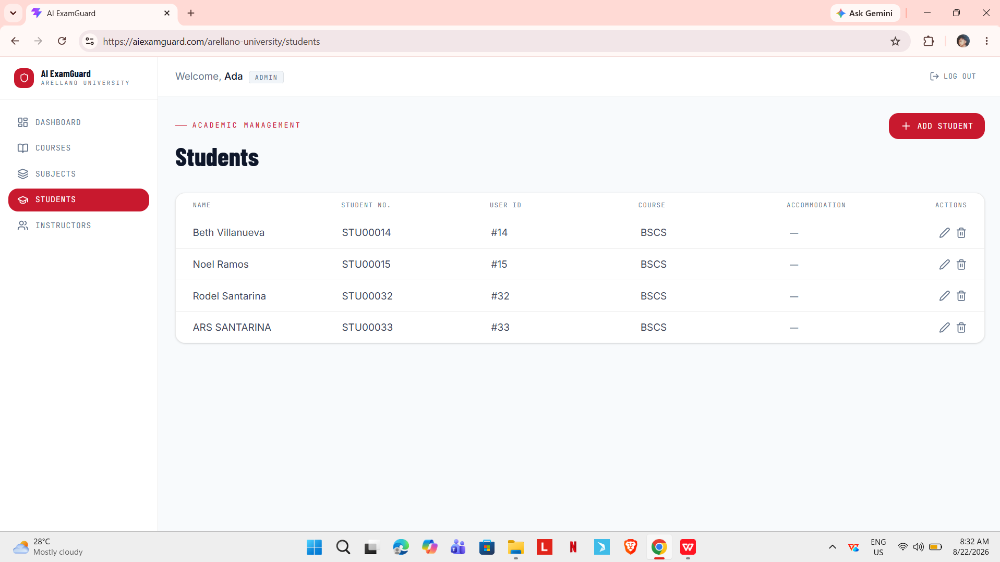 AI ExamGuard
Ask Gemini
https://aiexamguard.com/arellano-university/students
AI ExamGuard
ARELLANO UNIVERSITY
Welcome, Ada ADMIN
LOG OUT
DASHBOARD
COURSES
SUBJECTS
STUDENTS
INSTRUCTORS
ACADEMIC MANAGEMENT
+ ADD STUDENT
Students
NAME STUDENT NO. USER ID COURSE ACCOMMODATION ACTIONS
Beth Villanueva STU00014 #14 BSCS —
Noel Ramos STU00015 #15 BSCS —
Rodel Santarina STU00032 #32 BSCS —
ARS SANTARINA STU00033 #33 BSCS —
28°C
Mostly cloudy
L
N
W
ENG
US
8:32 AM
8/22/2026